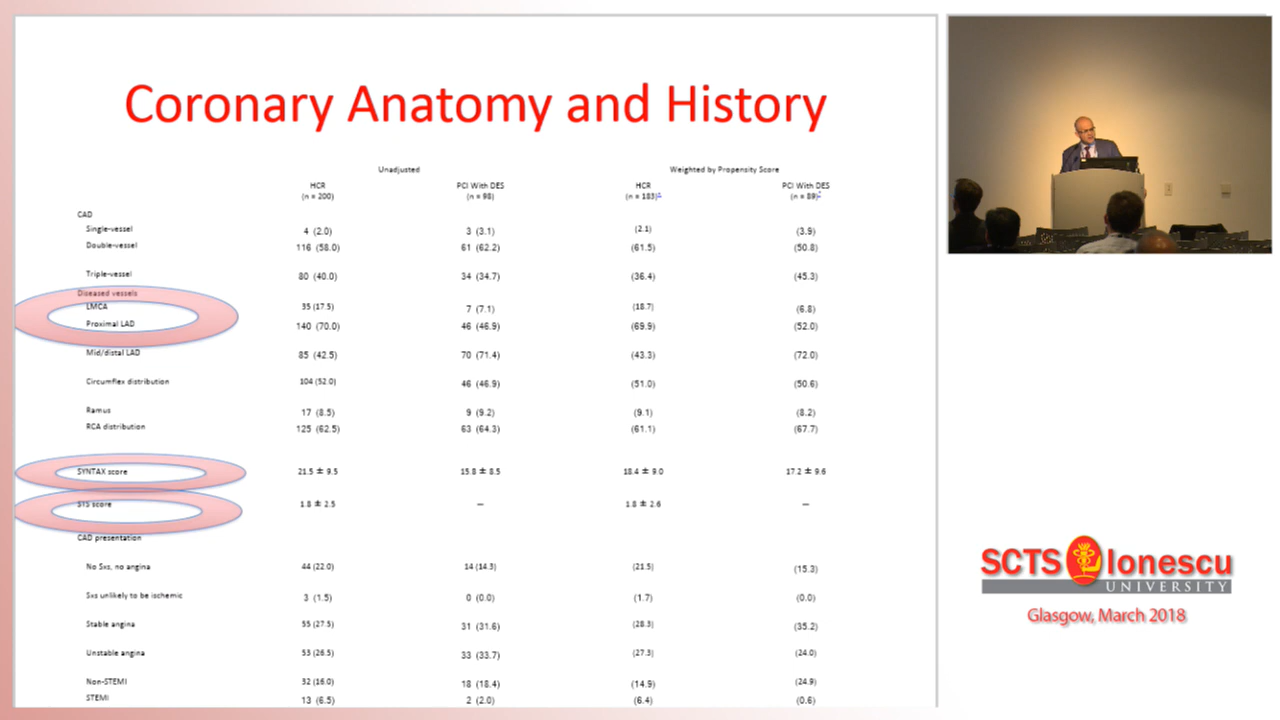 Coronary Anatomy and History
Unadjusted Weighted by Propensity Score
HCR PCI With DES HCR PCI With DES
(n = 200) (n = 98) (n = 183) (n = 89)
CAD
Single-vessel 4 (2.0) 3 (3.1) (2.1) (3.9)
Double-vessel 116 (58.0) 61 (62.2) (61.5) (50.8)
Triple-vessel 80 (40.0) 34 (34.7) (36.4) (45.3)
Diseased vessels
LMCA 35 (17.5) 7 (7.1) (18.7) (6.8)
Proximal LAD 140 (70.0) 46 (46.9) (69.9) (52.0)
Mid/distal LAD 85 (42.5) 70 (71.4) (43.3) (72.0)
Circumflex distribution 104 (52.0) 46 (46.9) (51.0) (50.6)
Ramus 17 (8.5) 9 (9.2) (9.1) (8.2)
RCA distribution 125 (62.5) 63 (64.3) (61.1) (67.7)
SYNTAX score 21.5 ± 9.5 15.8 ± 8.5 18.4 ± 9.0 17.2 ± 9.6
STS score 1.8 ± 2.5 — 1.8 ± 2.6 —
CAD presentation
No Sxs, no angina 44 (22.0) 14 (14.3) (21.5) (15.3)
Sxs unlikely to be ischemic 3 (1.5) 0 (0.0) (1.7) (0.0)
Stable angina 55 (27.5) 31 (31.6) (28.3) (35.2)
Unstable angina 53 (26.5) 33 (33.7) (27.3) (24.0)
Non-STEMI 32 (16.0) 18 (18.4) (14.9) (24.9)
STEMI 13 (6.5) 2 (2.0) (6.4) (0.6)
SCTS Ionescu
UNIVERSITY
Glasgow, March 2018